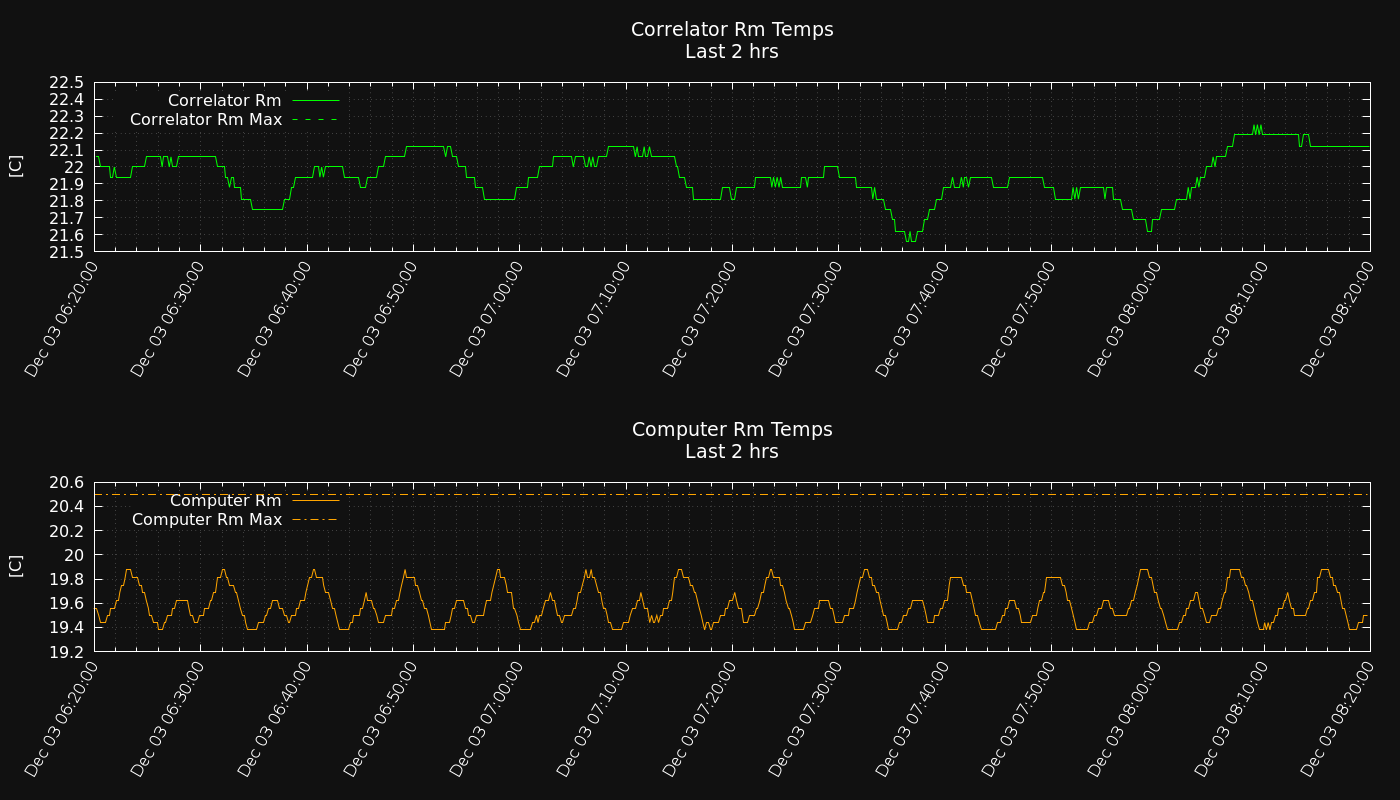 Correlator Rm Temps
Last 2 hrs
22.5
22.4
22.3
22.2
22.1
22
21.9
21.8
21.7
21.6
21.5
[C]
Correlator Rm
Correlator Rm Max
Dec 03 06:20:00
Dec 03 06:30:00
Dec 03 06:40:00
Dec 03 06:50:00
Dec 03 07:00:00
Dec 03 07:10:00
Dec 03 07:20:00
Dec 03 07:30:00
Dec 03 07:40:00
Dec 03 07:50:00
Dec 03 08:00:00
Dec 03 08:10:00
Dec 03 08:20:00
Computer Rm Temps
Last 2 hrs
20.6
20.4
20.2
20
19.8
19.6
19.4
19.2
[C]
Computer Rm
Computer Rm Max
Dec 03 06:20:00
Dec 03 06:30:00
Dec 03 06:40:00
Dec 03 06:50:00
Dec 03 07:00:00
Dec 03 07:10:00
Dec 03 07:20:00
Dec 03 07:30:00
Dec 03 07:40:00
Dec 03 07:50:00
Dec 03 08:00:00
Dec 03 08:10:00
Dec 03 08:20:00